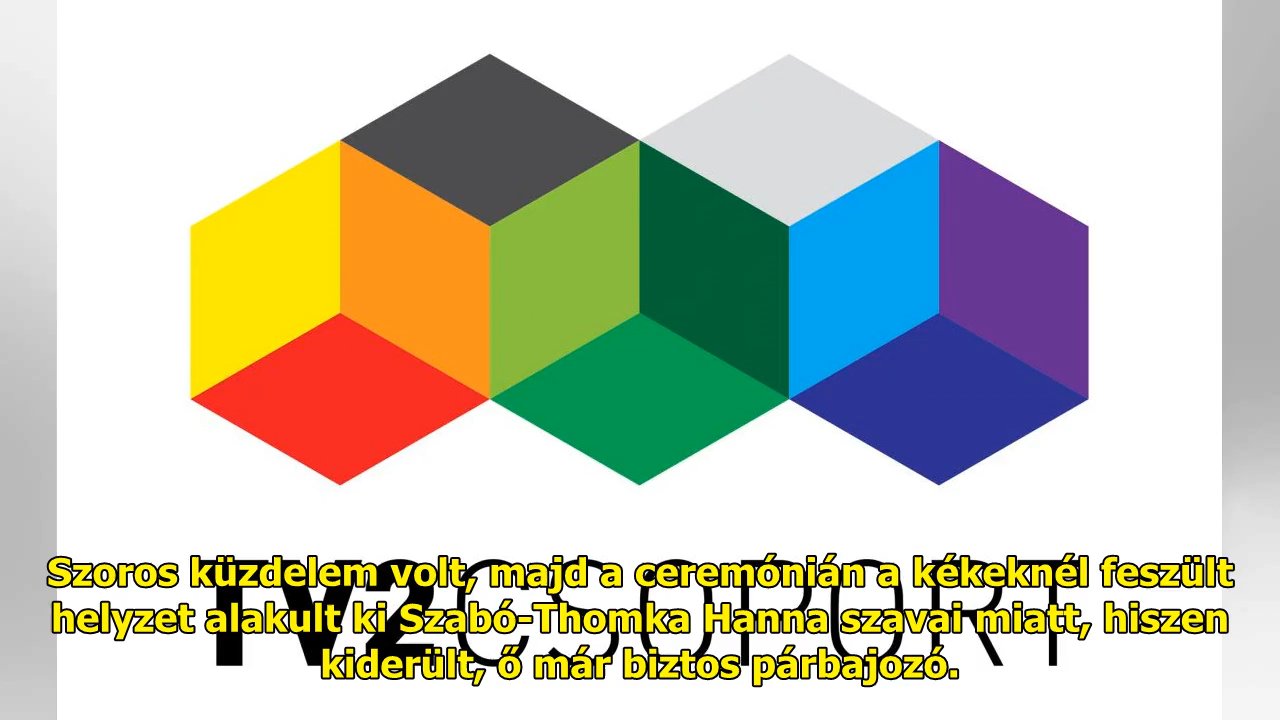 Szoros küzdelem volt, majd a ceremónián a kékeknél feszült
helyzet alakult ki Szabó-Thomka Hanna szavai miatt, hiszen
kiderült, ő már biztos párbajozó.
TV2CSOPORT